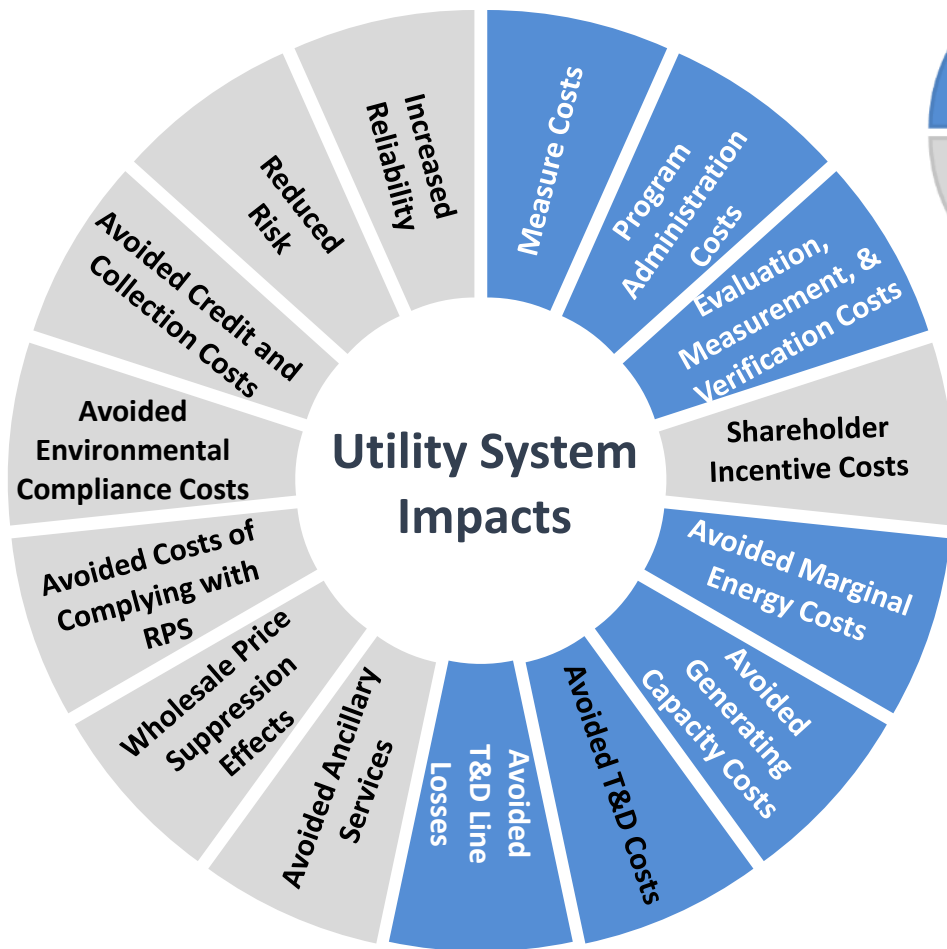 Utility System
Impacts
Measure Costs
Program
Administration
Costs
Evaluation,
Measurement, &
Verification Costs
Shareholder
Incentive Costs
Avoided Marginal
Energy Costs
Avoided
Generating
Capacity Costs
Avoided T&D Costs
Avoided
T&D Line
Losses
Avoided Ancillary
Services
Wholesale Price
Suppression
Effects
Avoided Costs of
Complying with
RPS
Avoided
Environmental
Compliance Costs
Avoided Credit and
Collection Costs
Reduced
Risk
Increased
Reliability